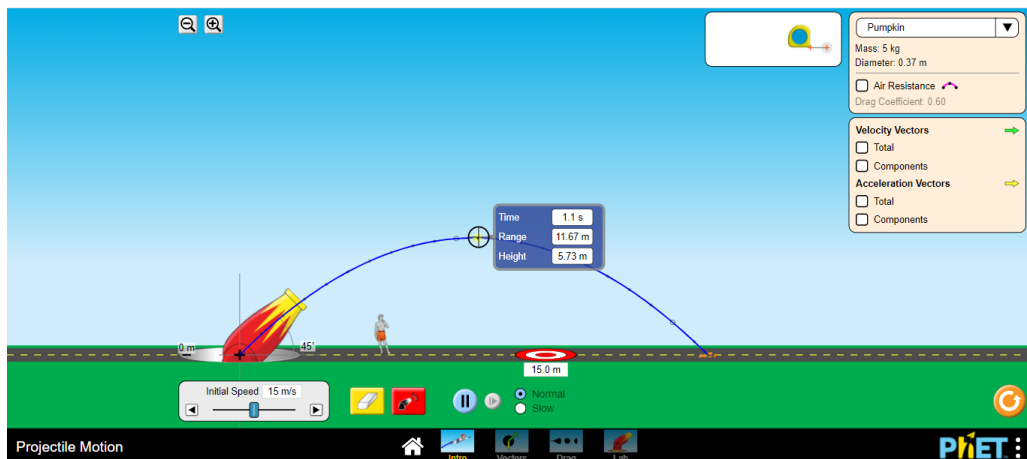 Pumpkin
Mass: 5 kg
Diameter: 0.37 m
Air Resistance
Drag Coefficient: 0.60
Velocity Vectors
Total
Components
Acceleration Vectors
Total
Components
Time 1.1 s
Range 11.67 m
Height 5.73 m
0 m
45°
15.0 m
Initial Speed 15 m/s
Normal
Slow
Projectile Motion
Intro
Vectors
Drag
Lab
PhET